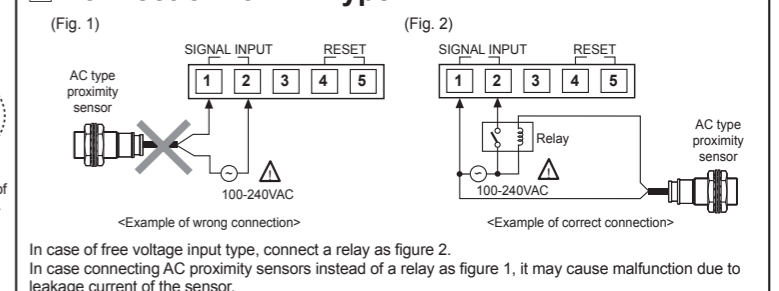 (Fig. 1)
SIGNAL INPUT RESET
1 2 3 4 5
AC type
proximity
sensor
100-240VAC
<Example of wrong connection>
(Fig. 2)
SIGNAL INPUT RESET
1 2 3 4 5
Relay
AC type
proximity
sensor
100-240VAC
<Example of correct connection>
In case of free voltage input type, connect a relay as figure 2.
In case connecting AC proximity sensors instead of a relay as figure 1, it may cause malfunction due to
leakage current of the sensor.
of